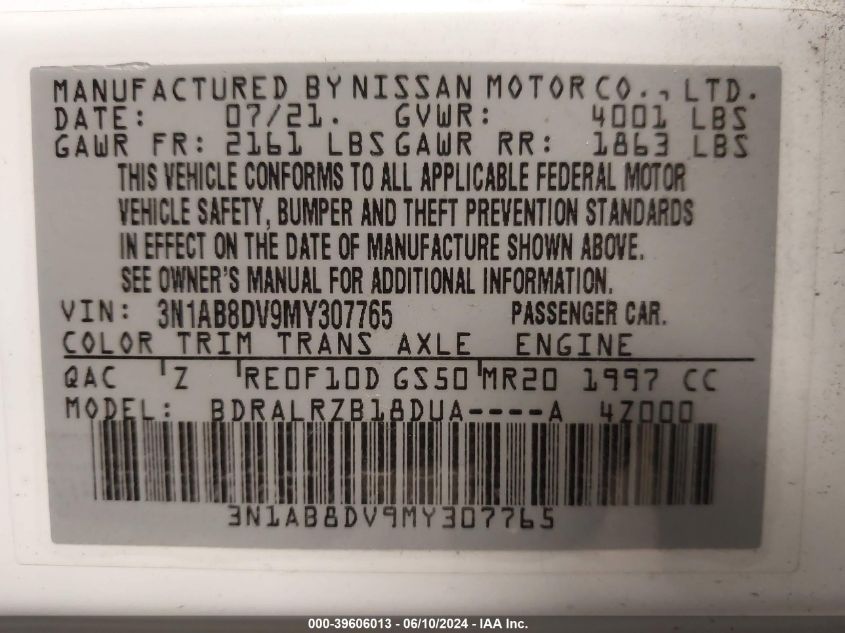 MANUFACTURED BY NISSAN MOTOR CO., LTD.
DATE: 07/21. GVWR: 4001 LBS
GAWR FR: 2161 LBS GAWR RR: 1863 LBS
THIS VEHICLE CONFORMS TO ALL APPLICABLE FEDERAL MOTOR
VEHICLE SAFETY, BUMPER AND THEFT PREVENTION STANDARDS
IN EFFECT ON THE DATE OF MANUFACTURE SHOWN ABOVE.
SEE OWNER'S MANUAL FOR ADDITIONAL INFORMATION.
VIN: 3N1AB8DV9MY307765 PASSENGER CAR.
COLOR TRIM TRANS AXLE ENGINE
QAC Z RE0F10D GS50 MR20 1997 CC
MODEL: BDRALRZB18DUA----A 4Z000
3N1AB8DV9MY307765
000-39606013 - 06/10/2024 - IAA Inc.